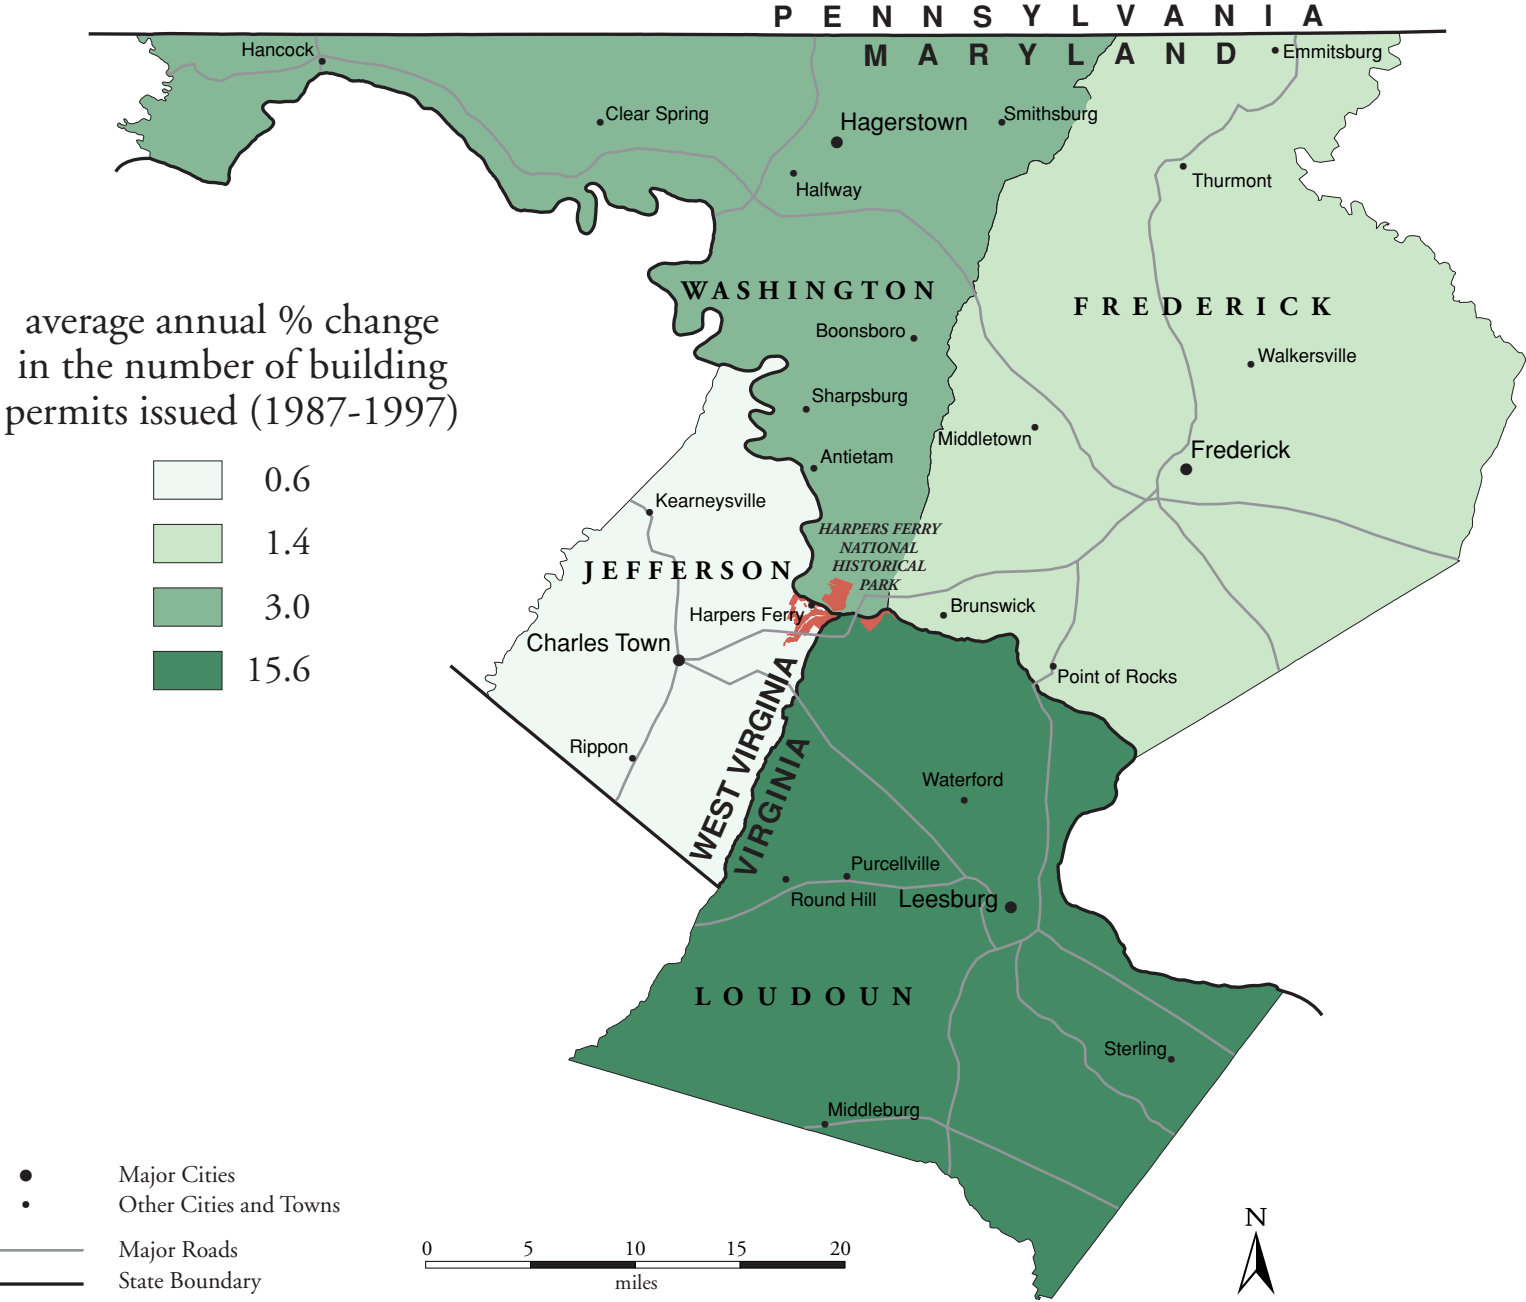 PENNSYLVANIA
MARYLAND
Hancock
Emmitsburg
Clear Spring
Hagerstown
Smithsburg
Halfway
Thurmont
WASHINGTON
FREDERICK
Boonsboro
Walkersville
average annual % change
in the number of building
permits issued (1987-1997)
0.6
1.4
3.0
15.6
Sharpsburg
Middletown
Frederick
Antietam
Kearneysville
HARPERS FERRY
NATIONAL
HISTORICAL
PARK
JEFFERSON
Harpers Ferry
Brunswick
Charles Town
Point of Rocks
WEST VIRGINIA
VIRGINIA
Rippon
Waterford
Purcellville
Round Hill
Leesburg
LOUDOUN
Sterling
Middleburg
Major Cities
Other Cities and Towns
Major Roads
State Boundary
0 5 10 15 20
miles
N